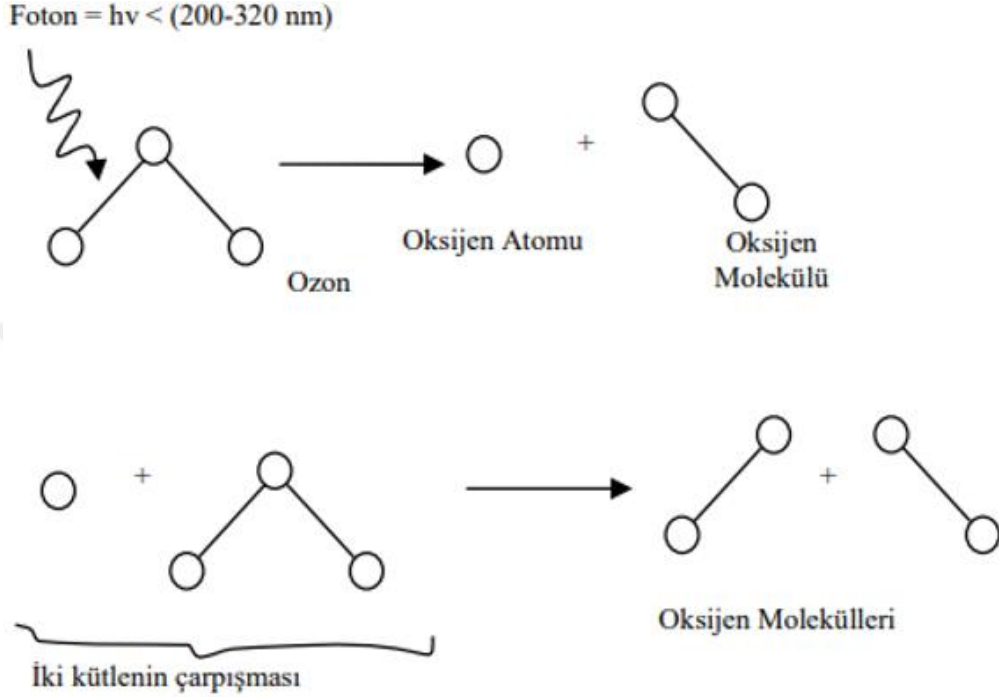 Foton = hv < (200-320 nm)
+
Oksijen Atomu
Oksijen
Molekülü
Ozon
+
+
Oksijen Molekülleri
İki kütlenin çarpışması